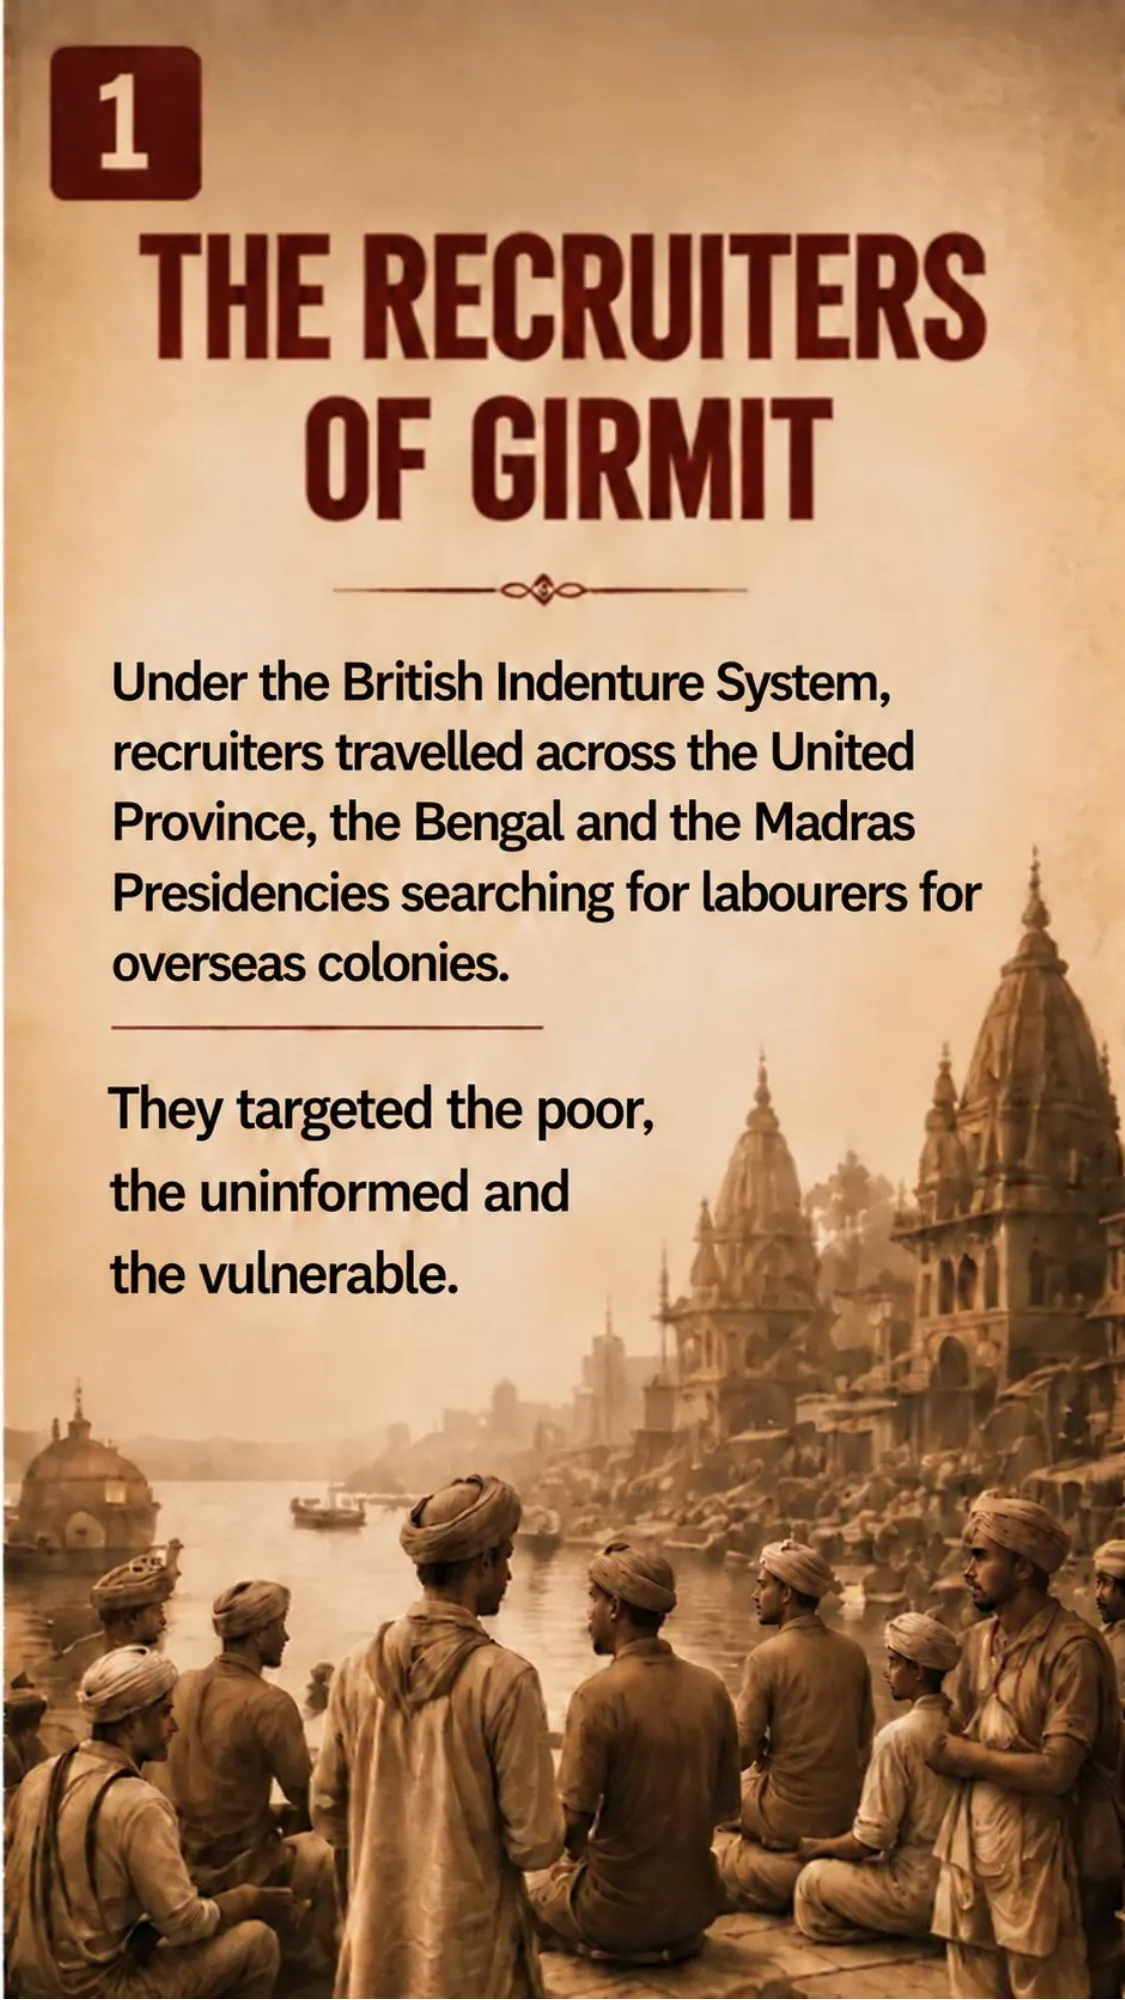 1
THE RECRUITERS
OF GIRMIT
Under the British Indenture System,
recruiters travelled across the United
Province, the Bengal and the Madras
Presidencies searching for labourers for
overseas colonies.
They targeted the poor,
the uninformed and
the vulnerable.